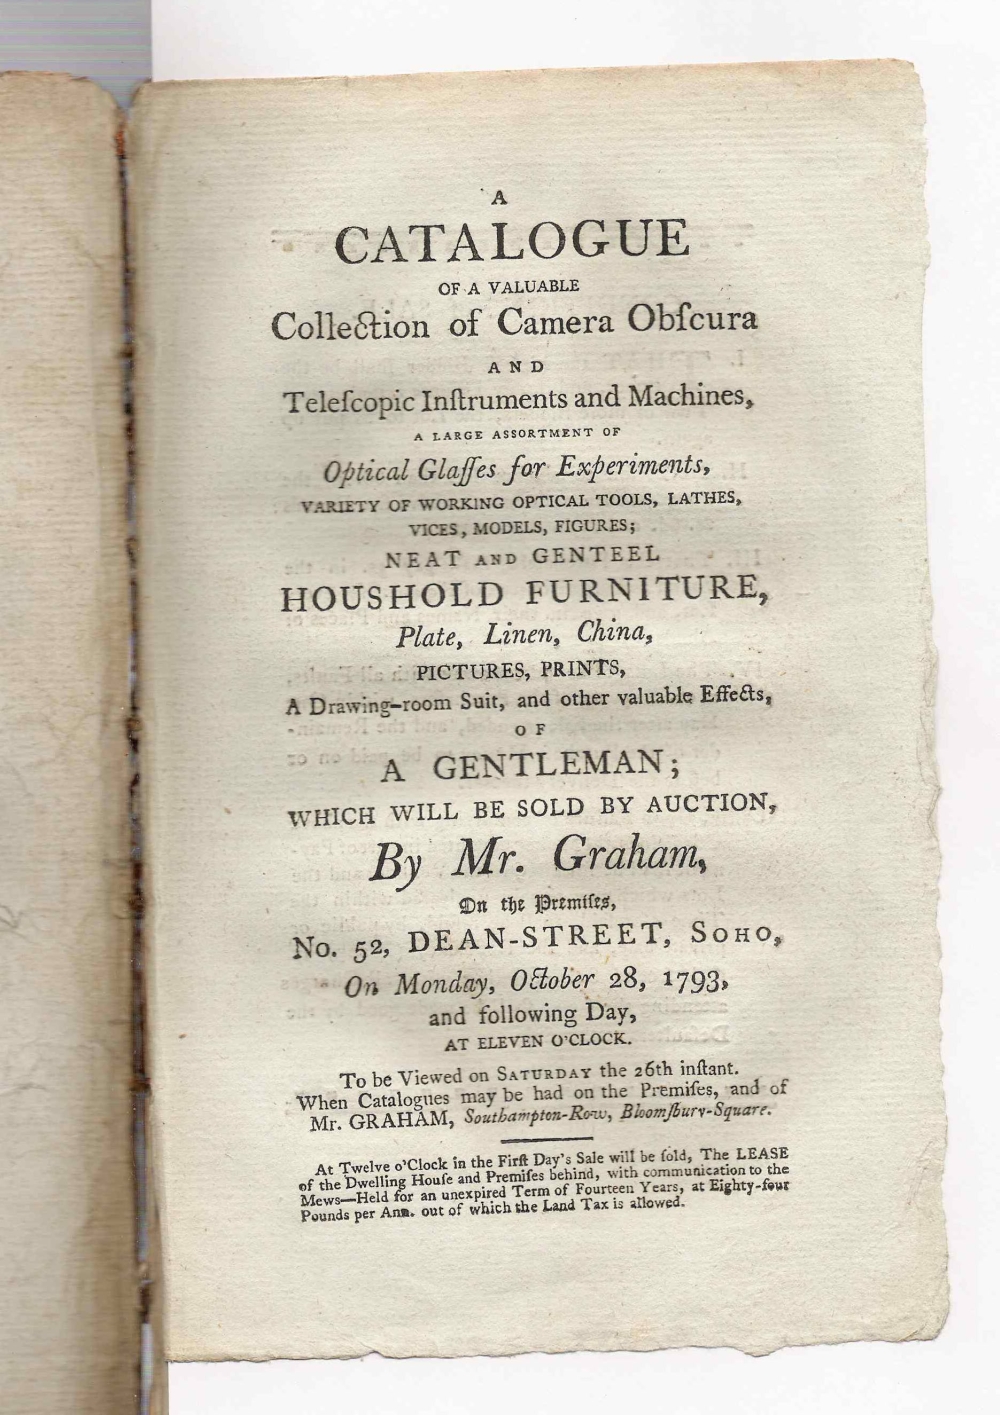 A
CATALOGUE
OF A VALUABLE
Collection of Camera Obſcura
AND
Teleſcopic Inſtruments and Machines,
A LARGE ASSORTMENT OF
Optical Glaſſes for Experiments,
VARIETY OF WORKING OPTICAL TOOLS, LATHES,
VICES, MODELS, FIGURES;
NEAT AND GENTEEL
HOUSHOLD FURNITURE,
Plate, Linen, China,
PICTURES, PRINTS,
A Drawing-room Suit, and other valuable Effects,
OF
A GENTLEMAN;
WHICH WILL BE SOLD BY AUCTION,
By Mr. Graham,
On the Premiſes,
No. 52, DEAN-STREET, SOHO,
On Monday, October 28, 1793,
and following Day,
AT ELEVEN O'CLOCK.
To be Viewed on SATURDAY the 26th inſtant.
When Catalogues may be had on the Premiſes, and of
Mr. GRAHAM, Southampton-Row, Bloomſbury-Square.
At Twelve o'Clock in the Firſt Day's Sale will be ſold, The LEASE
of the Dwelling Houſe and Premiſes behind, with communication to the
Mews—Held for an unexpired Term of Fourteen Years, at Eighty-four
Pounds per Ann. out of which the Land Tax is allowed.